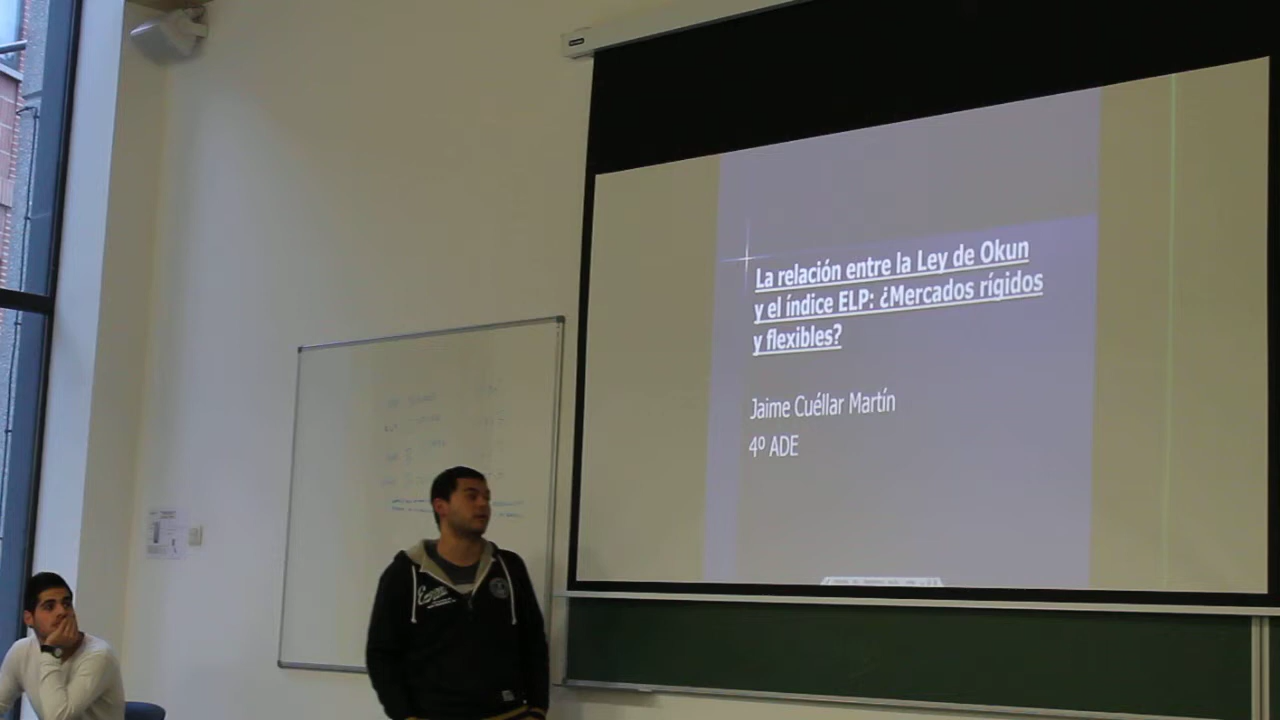 La relación entre la Ley de Okun
y el índice ELP: ¿Mercados rígidos
y flexibles?
Jaime Cuéllar Martín
4º ADE